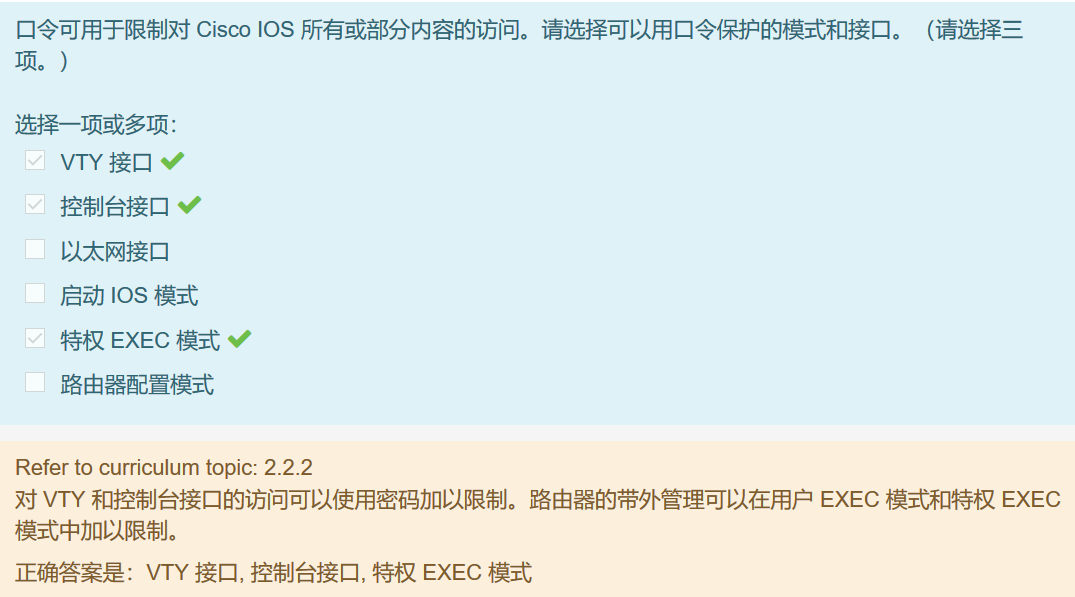 口令可用于限制对 Cisco IOS 所有或部分内容的访问。请选择可以用口令保护的模式和接口。（请选择三
项。）
选择一项或多项：
VTY 接口
控制台接口
以太网接口
启动 IOS 模式
特权 EXEC 模式
路由器配置模式
Refer to curriculum topic: 2.2.2
对 VTY 和控制台接口的访问可以使用密码加以限制。路由器的带外管理可以在用户 EXEC 模式和特权 EXEC
模式中加以限制。
正确答案是：VTY 接口, 控制台接口, 特权 EXEC 模式